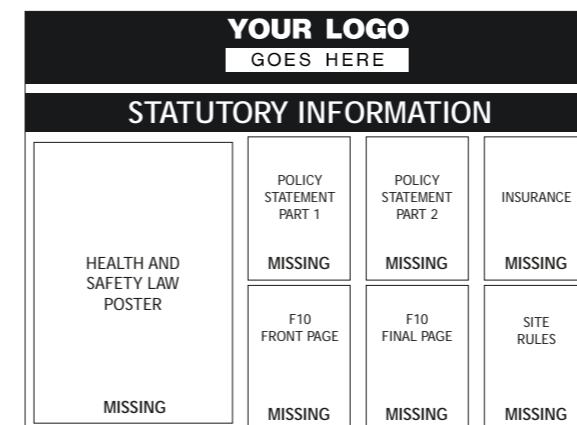 YOUR LOGO
GOES HERE
STATUTORY INFORMATION
HEALTH AND
SAFETY LAW
POSTER
MISSING
POLICY
STATEMENT
PART 1
MISSING
POLICY
STATEMENT
PART 2
MISSING
INSURANCE
MISSING
F10
FRONT PAGE
MISSING
F10
FINAL PAGE
MISSING
SITE
RULES
MISSING